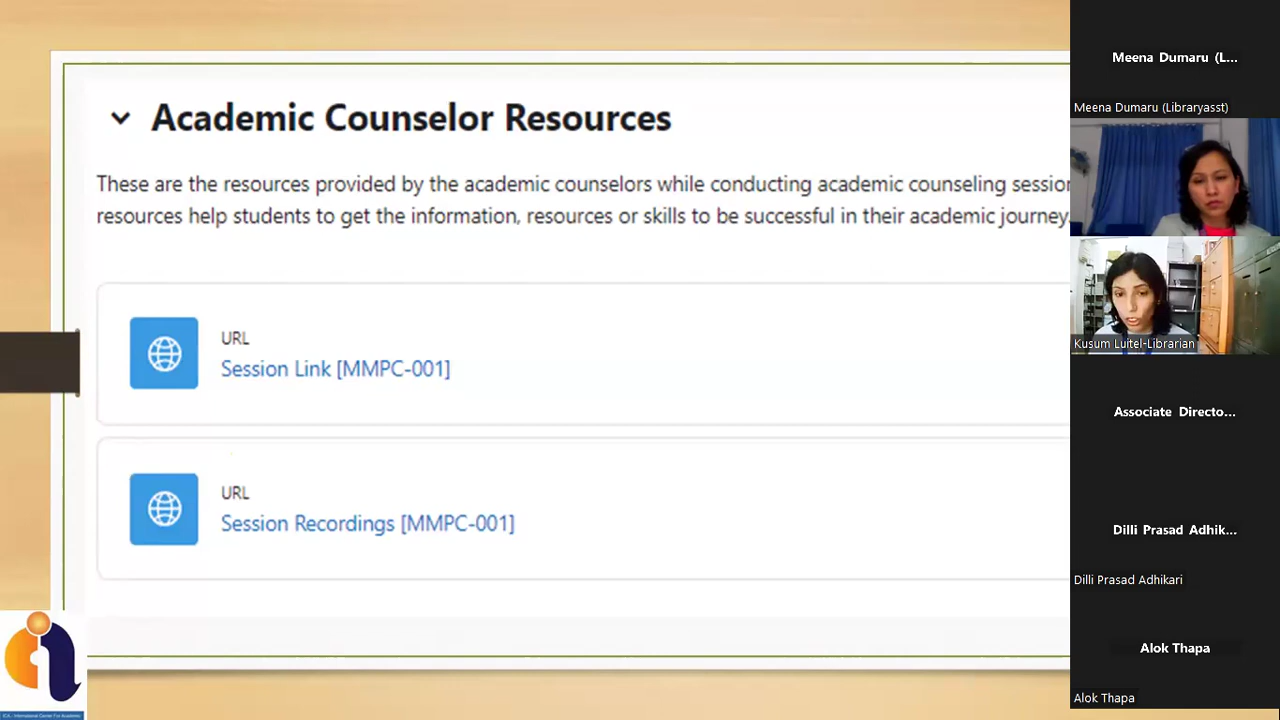 Academic Counselor Resources
These are the resources provided by the academic counselors while conducting academic counseling
resources help students to get the information, resources or skills to be successful in their academic journey
URL
Session Link [MMPC-001]
URL
Session Recordings [MMPC-001]
Meena Dumaru (L...
Meena Dumaru (Libraryasst)
Kusum Luitel-Librarian
Associate Directo...
Dilli Prasad Adhik...
Dilli Prasad Adhikari
Alok Thapa
Alok Thapa